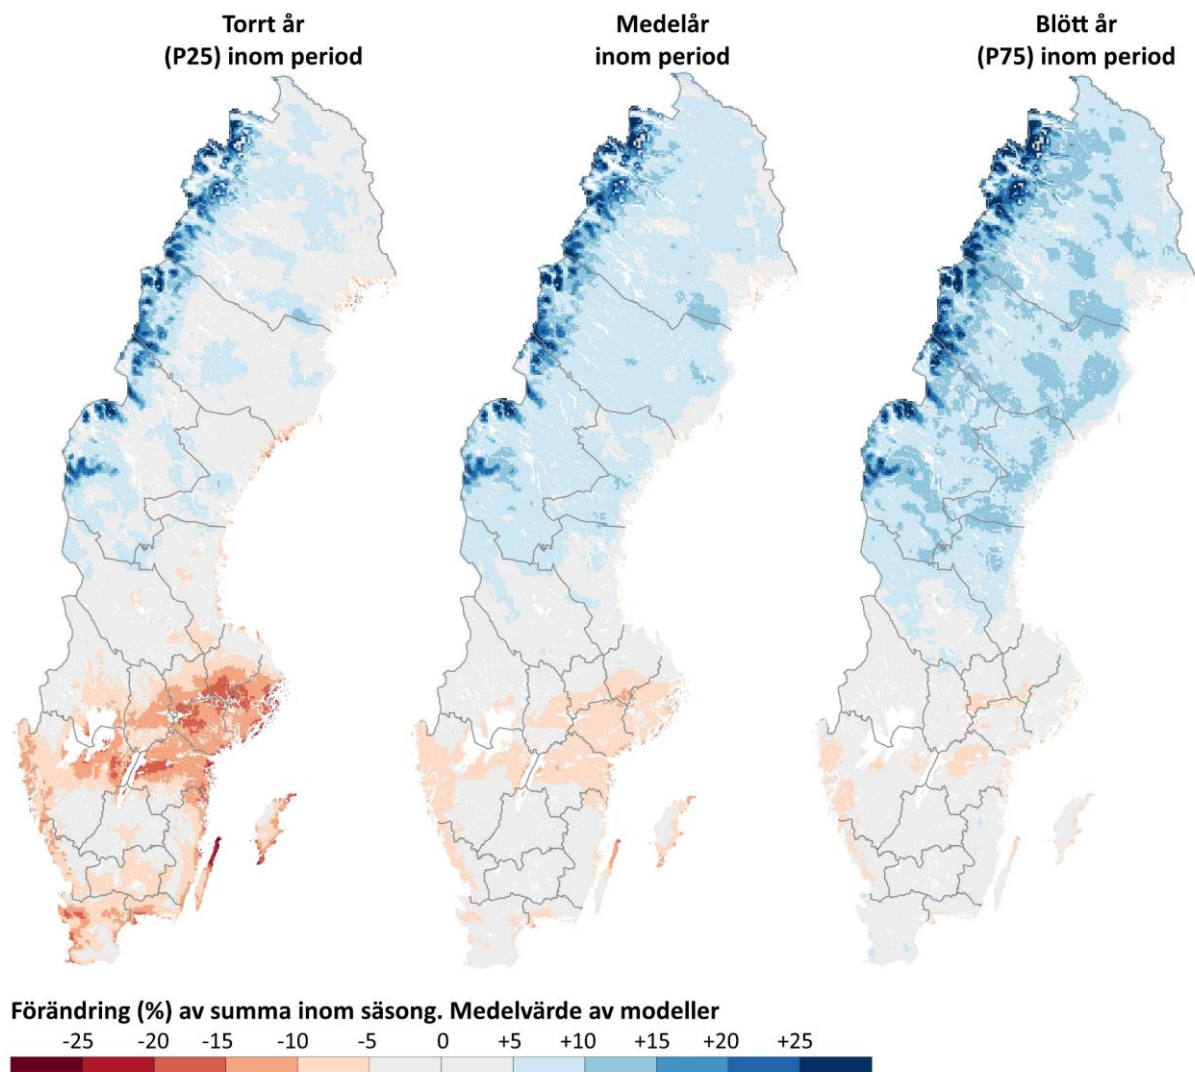 Torrt år
(P25) inom period
Medelår
inom period
Blött år
(P75) inom period
Förändring (%) av summa inom säsong. Medelvärde av modeller
-25 -20 -15 -10 -5 0 +5 +10 +15 +20 +25